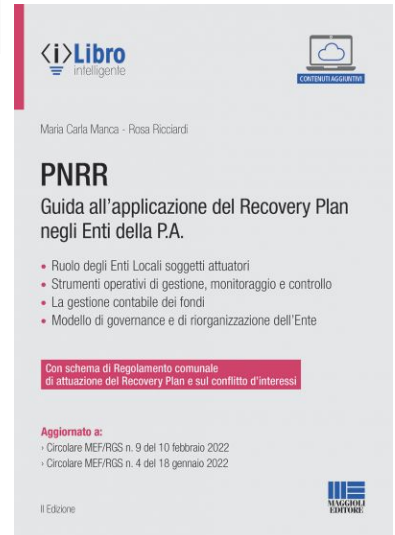 <i>Libro
intelligente
CONTENUTI AGGIUNTIVI
Maria Carla Manca - Rosa Ricciardi
PNRR
Guida all'applicazione del Recovery Plan
negli Enti della P.A.
• Ruolo degli Enti Locali soggetti attuatori
• Strumenti operativi di gestione, monitoraggio e controllo
• La gestione contabile dei fondi
• Modello di governance e di riorganizzazione dell'Ente
Con schema di Regolamento comunale
di attuazione del Recovery Plan e sul conflitto d'interessi
Aggiornato a:
› Circolare MEF/RGS n. 9 del 10 febbraio 2022
› Circolare MEF/RGS n. 4 del 18 gennaio 2022
II Edizione
MAGGIOLI
EDITORE